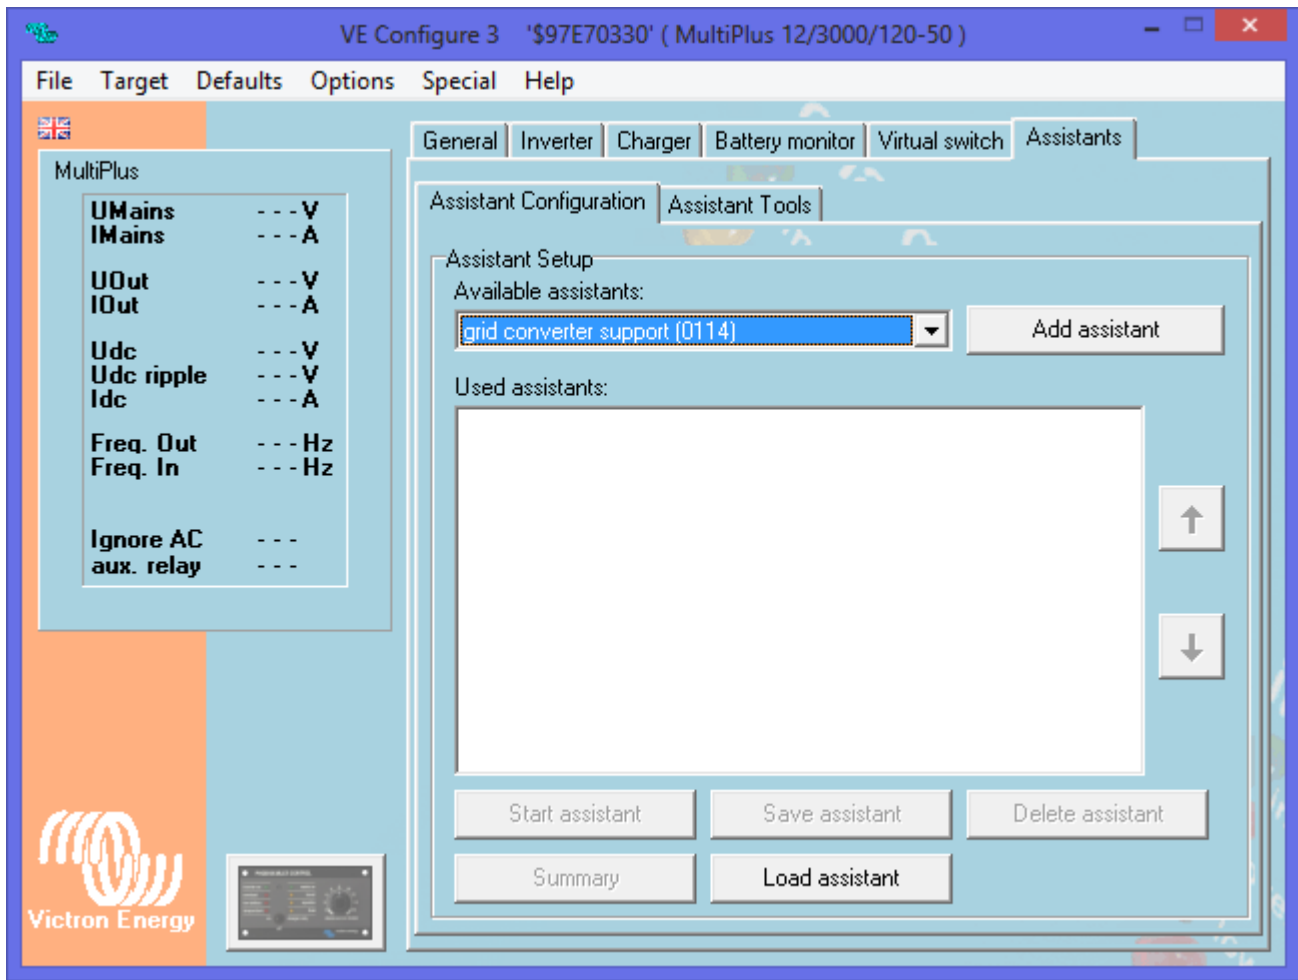 VE Configure 3 '$97E70330' ( MultiPlus 12/3000/120-50 )
File Target Defaults Options Special Help
General Inverter Charger Battery monitor Virtual switch Assistants
MultiPlus
UMains - - - V
IMains - - - A
UOut - - - V
IOut - - - A
Udc - - - V
Udc ripple - - - V
Idc - - - A
Freq. Out - - - Hz
Freq. In - - - Hz
Ignore AC - - -
aux. relay - - -
Assistant Configuration Assistant Tools
Assistant Setup
Available assistants:
grid converter support (0114)
Add assistant
Used assistants:
Start assistant Save assistant Delete assistant
Summary Load assistant
Victron Energy